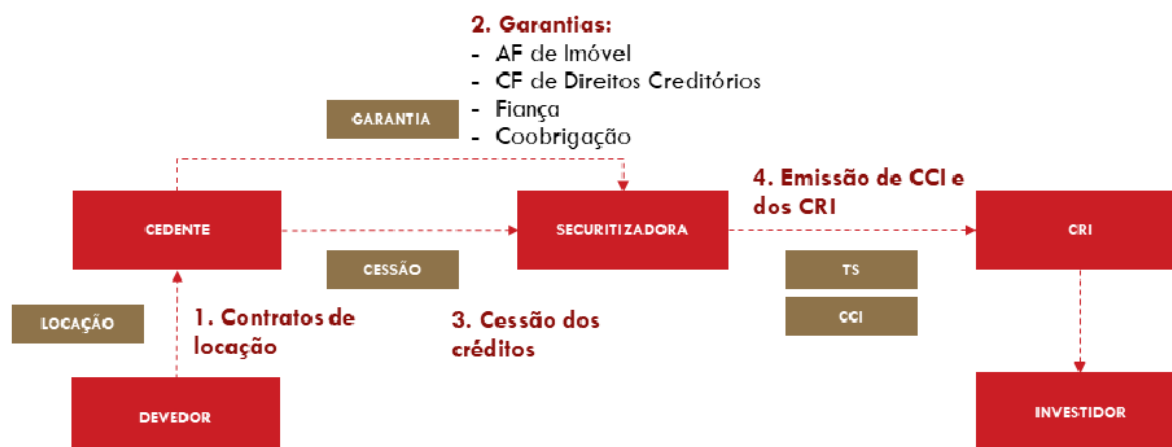 2. Garantias:
- AF de Imóvel
- CF de Direitos Creditórios
- Fiança
- Coobrigação
GARANTIA
4. Emissão de CCI e
dos CRI
CEDENTE
SECURITIZADORA
CRI
CESSÃO
TS
CCI
LOCAÇÃO
1. Contratos de
locação
3. Cessão dos
créditos
DEVEDOR
INVESTIDOR